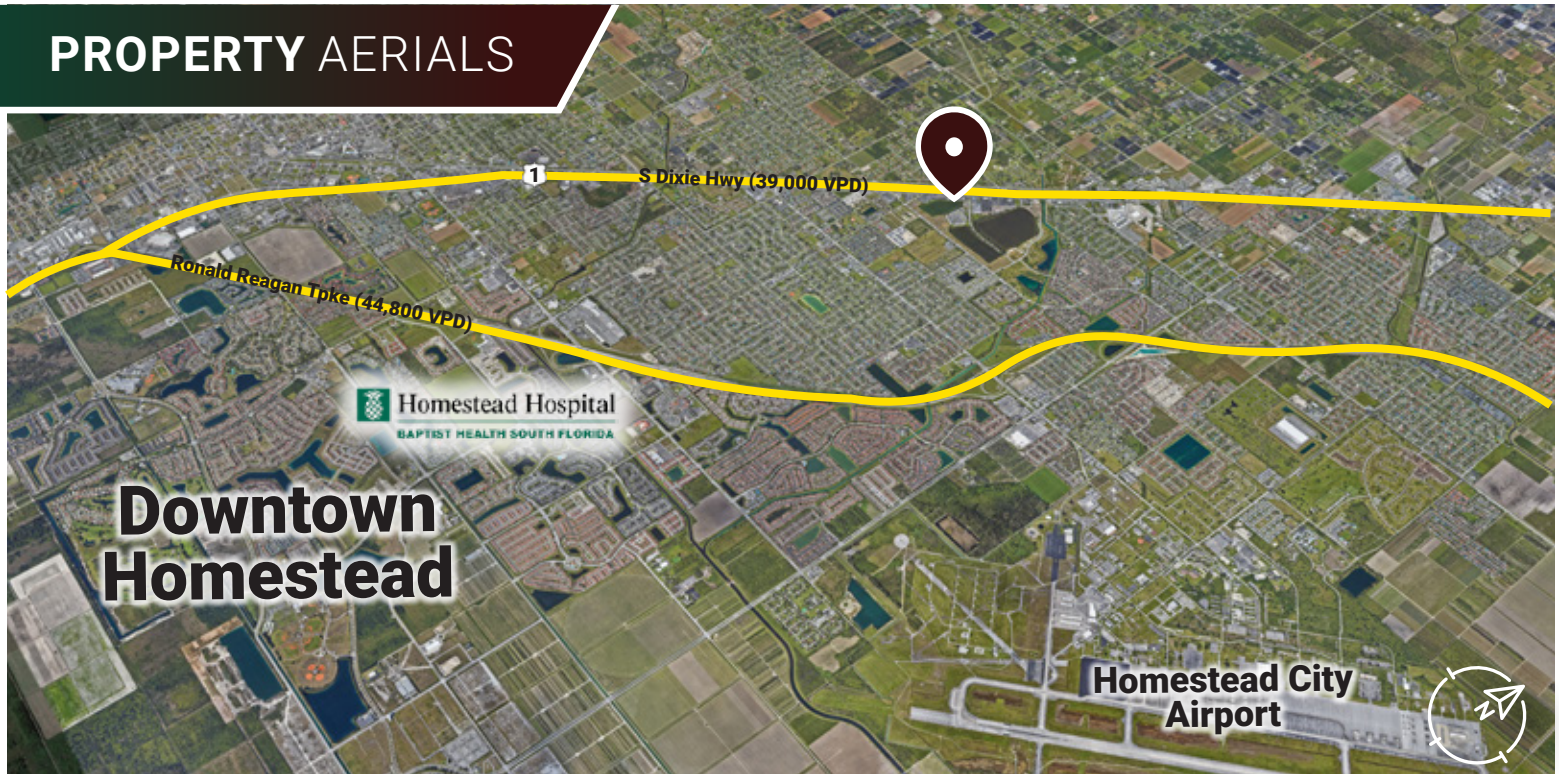 PROPERTY AERIALS
1
S Dixie Hwy (39,000 VPD)
Ronald Reagan Tpke (44,800 VPD)
Homestead Hospital
BAPTIST HEALTH SOUTH FLORIDA
Downtown
Homestead
Homestead City
Airport
N